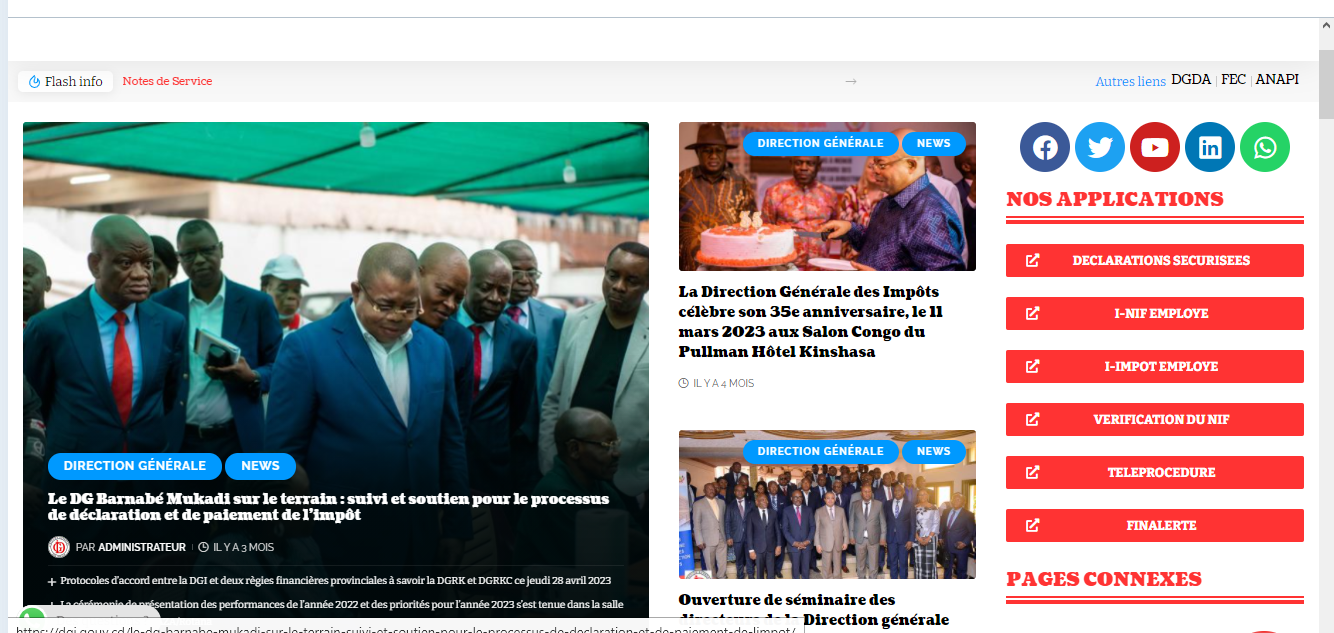 Flash info
Notes de Service
→
Autres liens DGDA | FEC | ANAPI
DIRECTION GÉNÉRALE NEWS
Le DG Barnabé Mukadi sur le terrain : suivi et soutien pour le processus
de déclaration et de paiement de l'impôt
PAR ADMINISTRATEUR IL Y A 3 MOIS
+ Protocoles d'accord entre la DGI et deux règies financières provinciales à savoir la DGRK et DGRKC ce jeudi 28 avril 2023
+ La cérémonie de présentation des performances de l'année 2022 et des priorités pour l'année 2023 s'est tenue dans la salle
https://dgi.gouv.cd/le-dg-barnabe-mukadi-sur-le-terrain-suivi-et-soutien-pour-le-processus-de-declaration-et-de-paiement-de-limpot/
DIRECTION GÉNÉRALE NEWS
La Direction Générale des Impôts
célèbre son 35e anniversaire, le 11
mars 2023 aux Salon Congo du
Pullman Hôtel Kinshasa
IL Y A 4 MOIS
DIRECTION GÉNÉRALE NEWS
Ouverture de séminaire des
directeurs de la Direction générale
NOS APPLICATIONS
DECLARATIONS SECURISEES
I-NIF EMPLOYE
I-IMPOT EMPLOYE
VERIFICATION DU NIF
TELEPROCEDURE
FINALERTE
PAGES CONNEXES